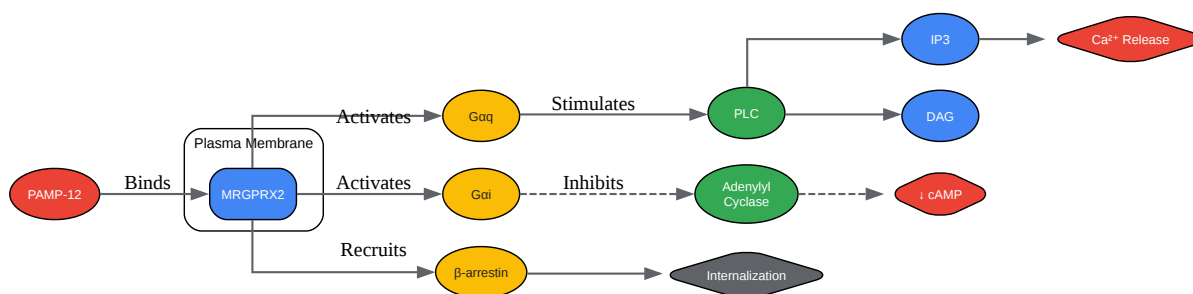 IP3
Ca²⁺ Release
Activates
Gαq
Stimulates
PLC
DAG
Plasma Membrane
PAMP-12
Binds
MRGPRX2
Activates
Gαi
Inhibits
Adenylyl
Cyclase
↓ cAMP
Recruits
β-arrestin
Internalization